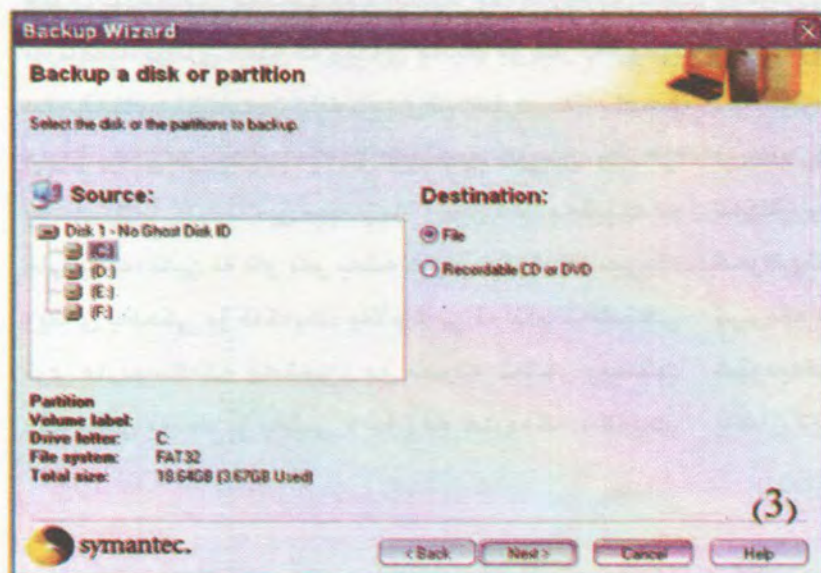 Backup Wizard
Backup a disk or partition
Select the disk or the partitions to backup.
Source:
Disk 1 - No Ghost Disk ID
(C:)
(D:)
(E:)
(F:)
Destination:
File
Recordable CD or DVD
Partition
Volume label:
Drive letter: C:
File system: FAT32
Total size: 18.64GB (3.67GB Used)
(3)
symantec.
< Back
Next >
Cancel
Help